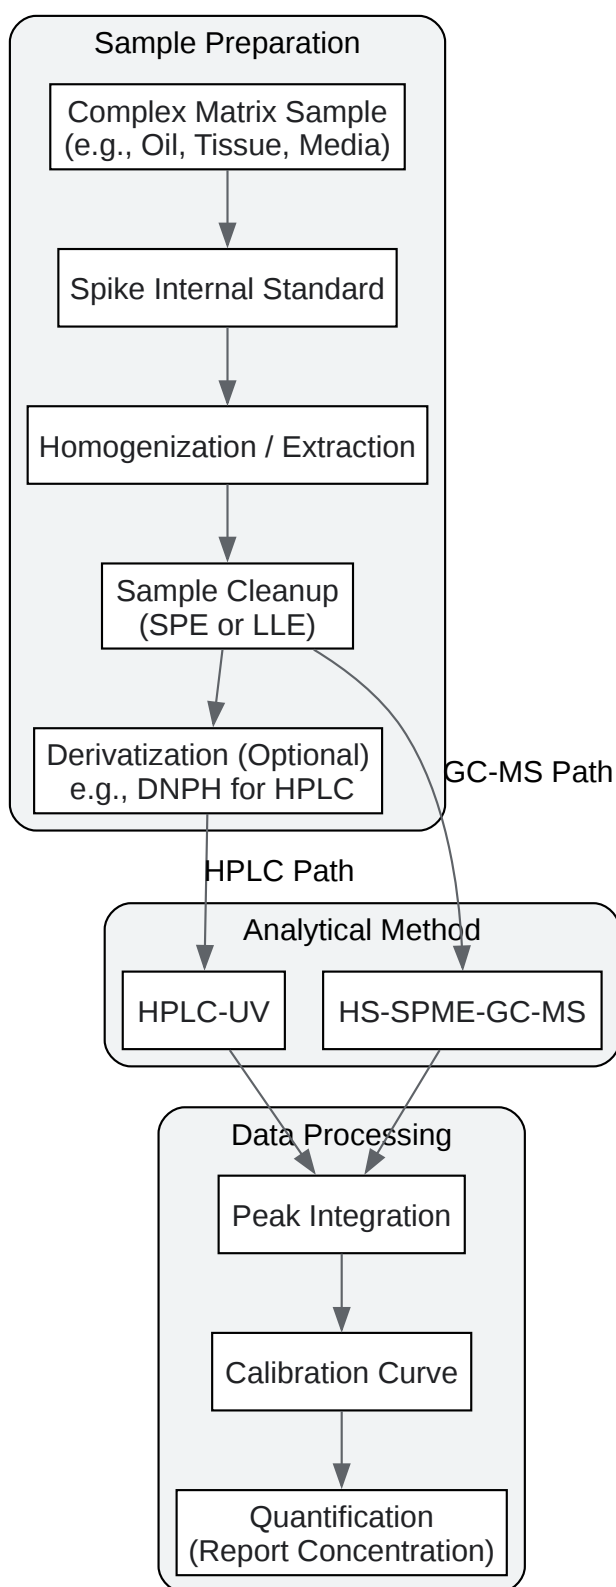 Sample Preparation
Complex Matrix Sample
(e.g., Oil, Tissue, Media)
Spike Internal Standard
Homogenization / Extraction
Sample Cleanup
(SPE or LLE)
Derivatization (Optional)
e.g., DNPH for HPLC
GC-MS Path
HPLC Path
Analytical Method
HPLC-UV
HS-SPME-GC-MS
Data Processing
Peak Integration
Calibration Curve
Quantification
(Report Concentration)